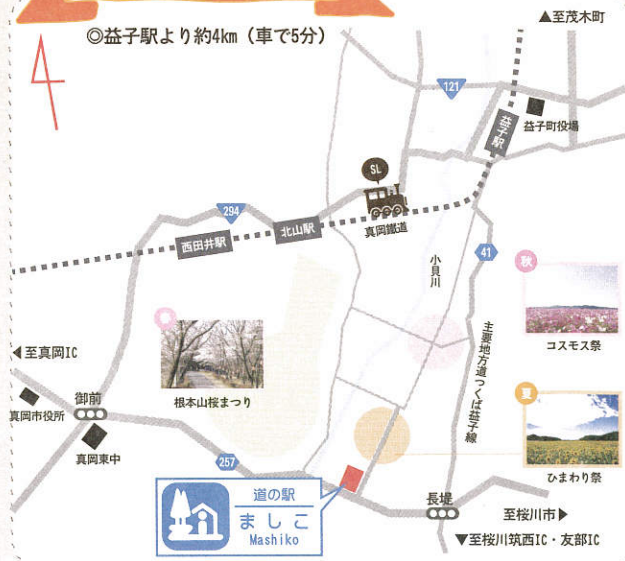 ◎益子駅より約4km（車で5分）
▲至茂木町
121
益子町役場
益子駅
SL
294
西田井駅
北山駅
真岡鐵道
小貝川
41
秋
コスモス祭
主要地方道つくば益子線
◀至真岡IC
根本山桜まつり
夏
ひまわり祭
真岡市役所
御前
真岡東中
257
道の駅
ましこ
Mashiko
長堤
至桜川市▶
▼至桜川筑西IC・友部IC